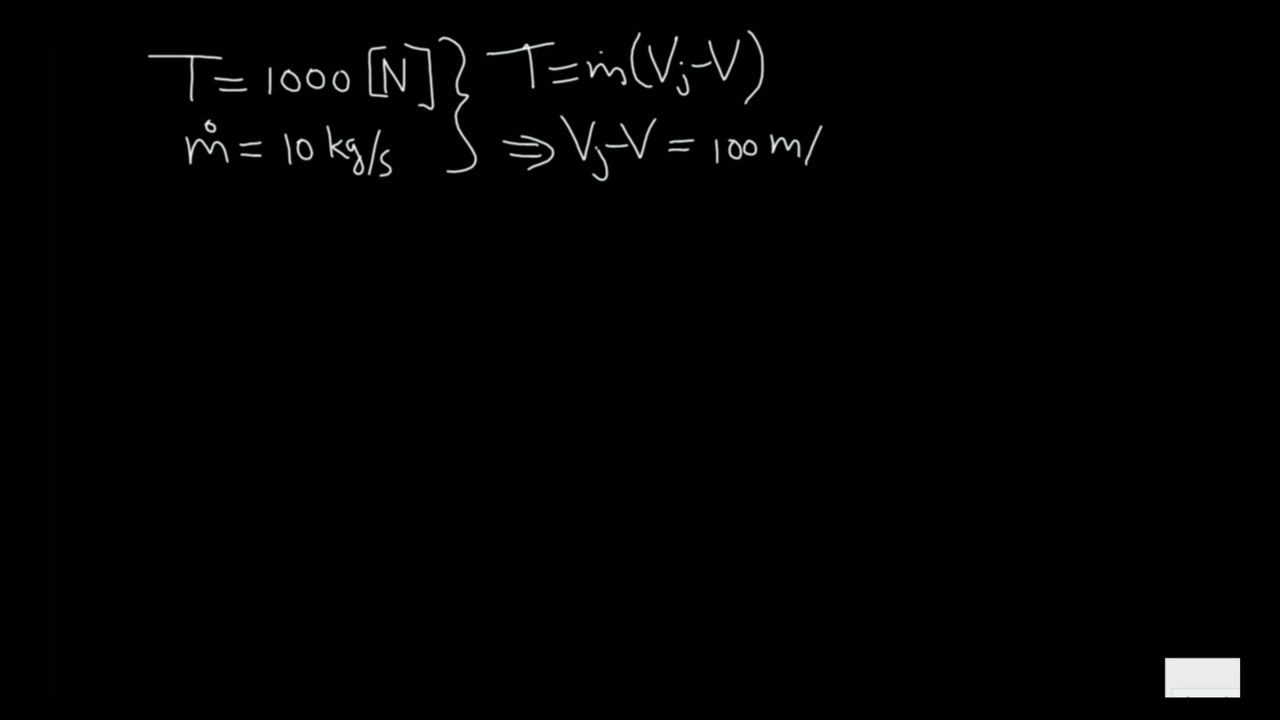 T = 1000 [N] } T = ṁ(Vj-V)
ṁ = 10 kg/s ⇒ Vj-V = 100 m/